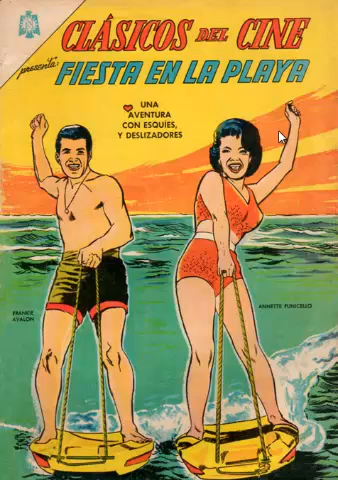 CLÁSICOS DEL CINE
presenta:
FIESTA EN LA PLAYA
UNA
AVENTURA
CON ESQUÍES,
Y DESLIZADORES
FRANKIE
AVALON
ANNETTE FUNICELLO